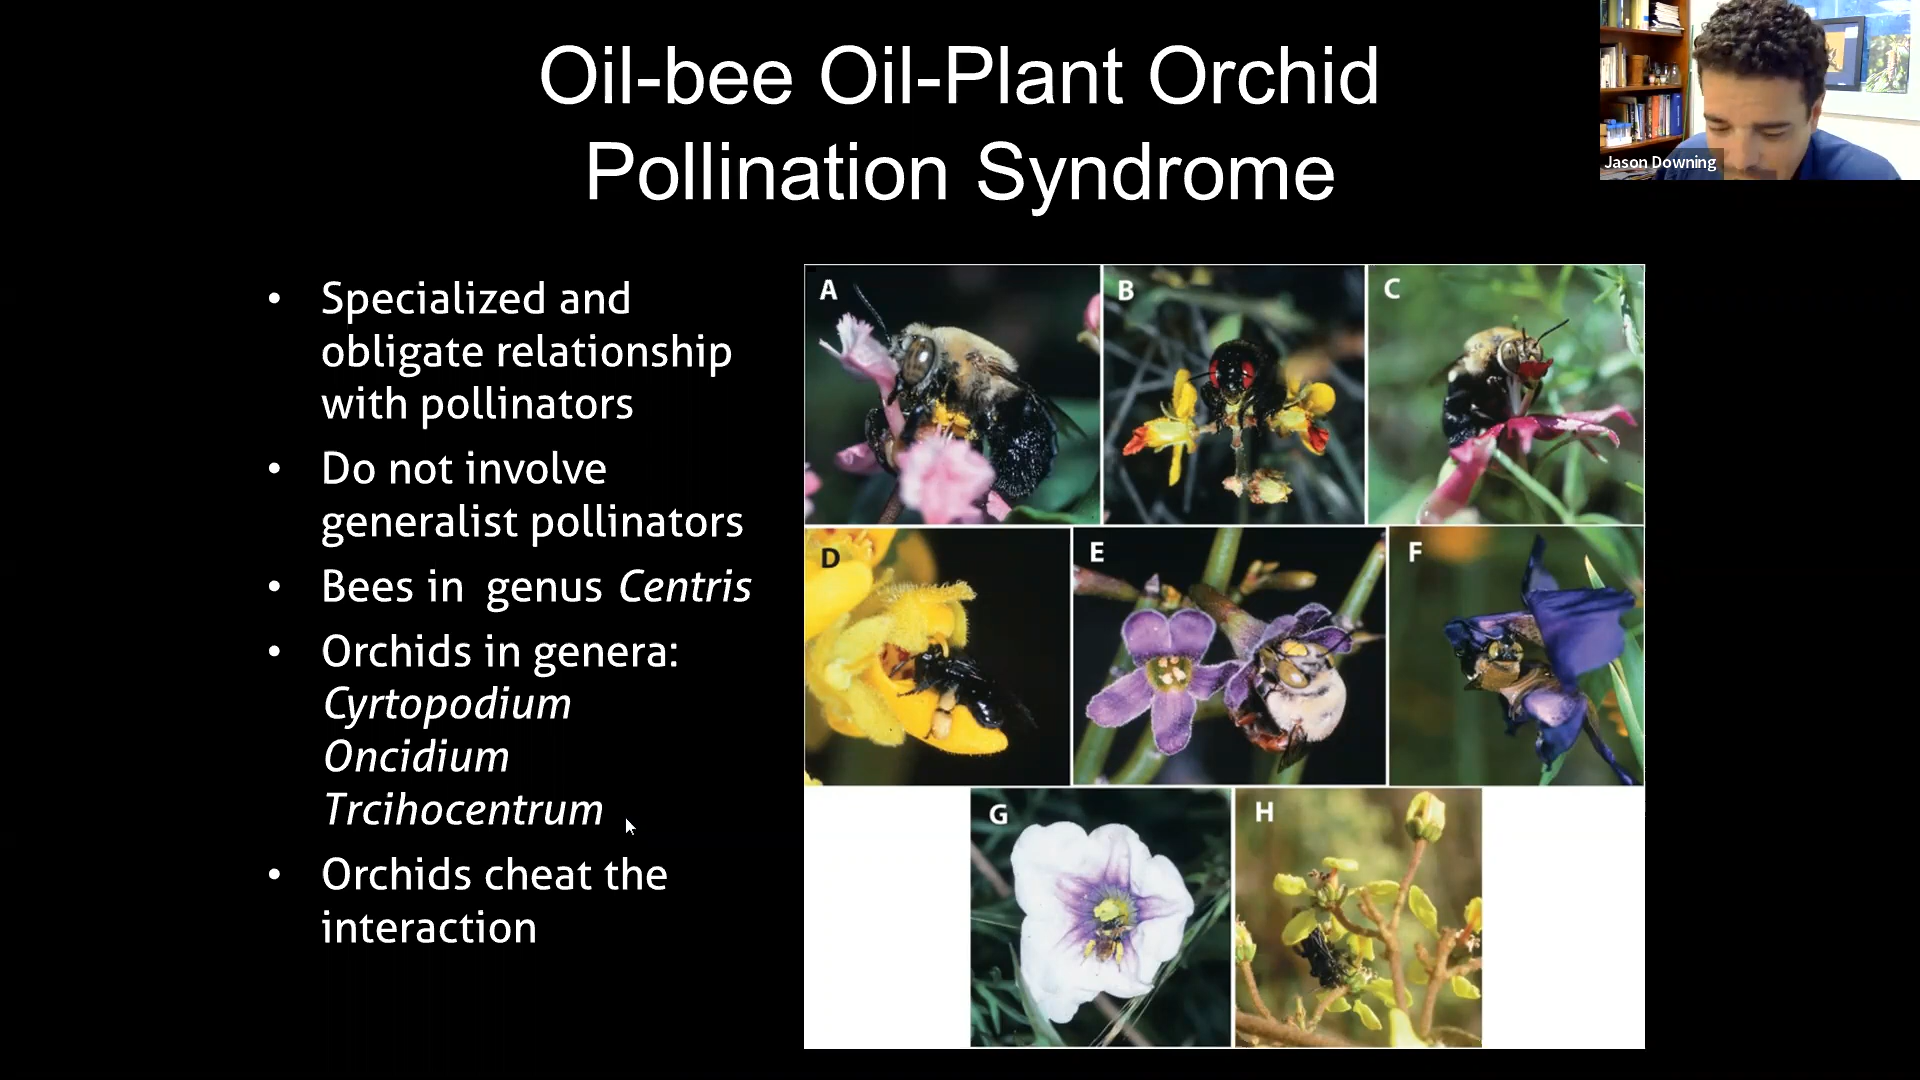 Oil-bee Oil-Plant Orchid
Pollination Syndrome
Jason Downing
• Specialized and
obligate relationship
with pollinators
• Do not involve
generalist pollinators
• Bees in genus Centris
• Orchids in genera:
Cyrtopodium
Oncidium
Trcihocentrum
• Orchids cheat the
interaction
A
B
C
D
E
F
G
H